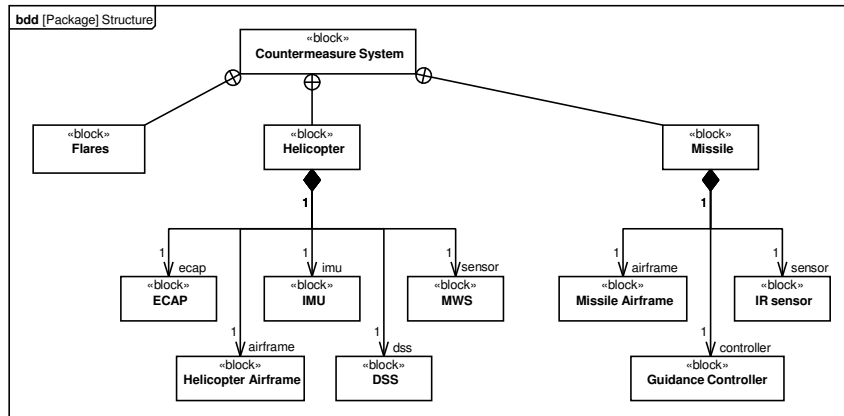 bdd [Package] Structure
«block»
Countermeasure System
«block»
Flares
«block»
Helicopter
«block»
Missile
1
1
1
ecap
1
imu
1
sensor
1
airframe
1
sensor
«block»
ECAP
«block»
IMU
«block»
MWS
«block»
Missile Airframe
«block»
IR sensor
1
airframe
1
dss
1
controller
«block»
Helicopter Airframe
«block»
DSS
«block»
Guidance Controller